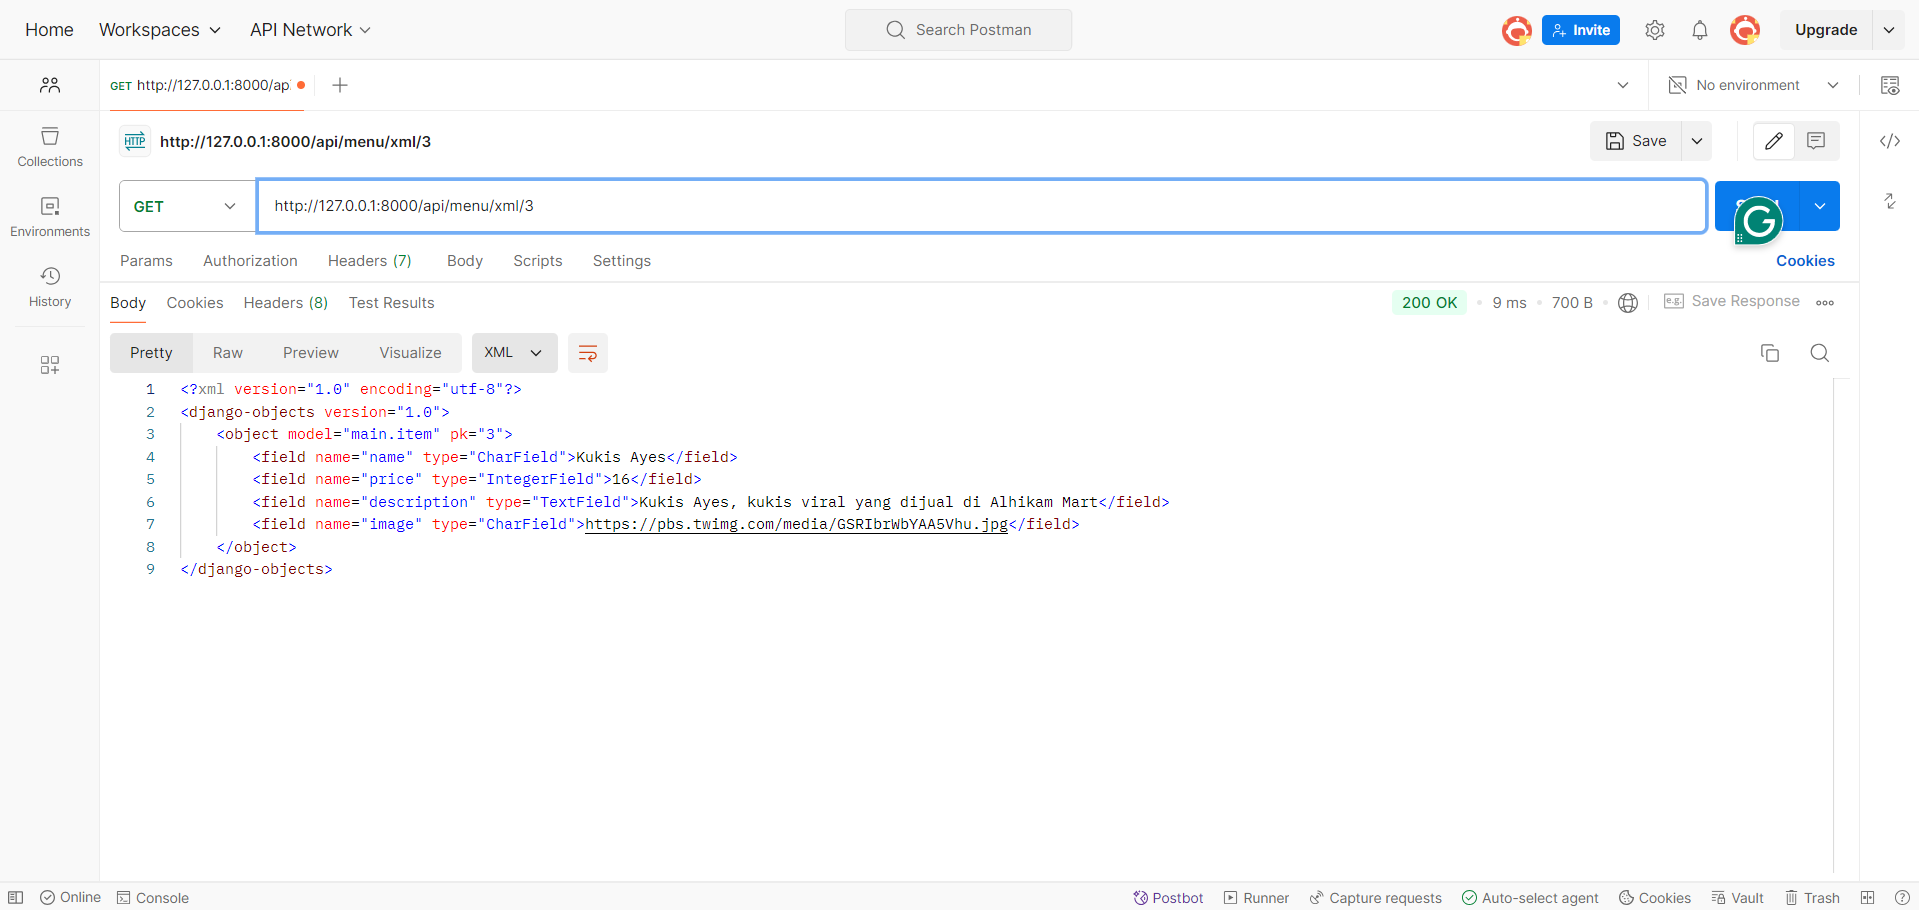 Home Workspaces API Network Search Postman Invite Upgrade
GET http://127.0.0.1:8000/ap No environment
HTTP http://127.0.0.1:8000/api/menu/xml/3 Save
Collections
GET http://127.0.0.1:8000/api/menu/xml/3
Environments
Params Authorization Headers (7) Body Scripts Settings Cookies
History
Body Cookies Headers (8) Test Results 200 OK 9 ms 700 B e.g. Save Response
Pretty Raw Preview Visualize XML
1 <?xml version="1.0" encoding="utf-8"?>
2 <django-objects version="1.0">
3 <object model="main.item" pk="3">
4 <field name="name" type="CharField">Kukis Ayes</field>
5 <field name="price" type="IntegerField">16</field>
6 <field name="description" type="TextField">Kukis Ayes, kukis viral yang dijual di Alhikam Mart</field>
7 <field name="image" type="CharField">https://pbs.twimg.com/media/GSRIbrWbYAA5Vhu.jpg</field>
8 </object>
9 </django-objects>
Online Console Postbot Runner Capture requests Auto-select agent Cookies Vault Trash